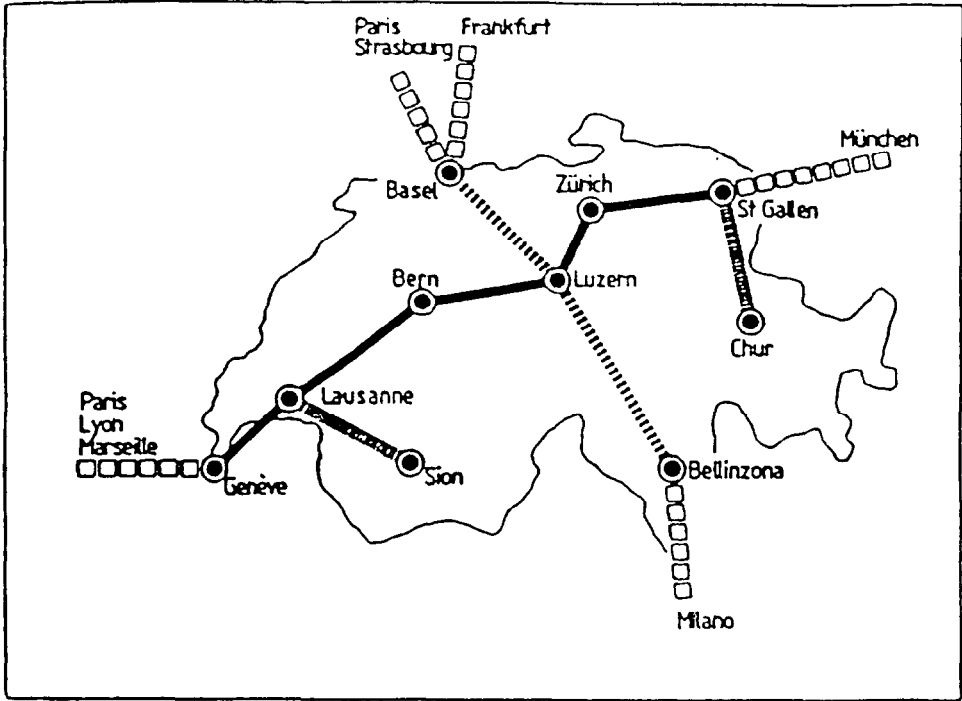 Paris
Strasbourg
Frankfurt
München
Basel
Zürich
St Gallen
Bern
Luzern
Chur
Lausanne
Paris
Lyon
Marseille
Genève
Sion
Bellinzona
Milano